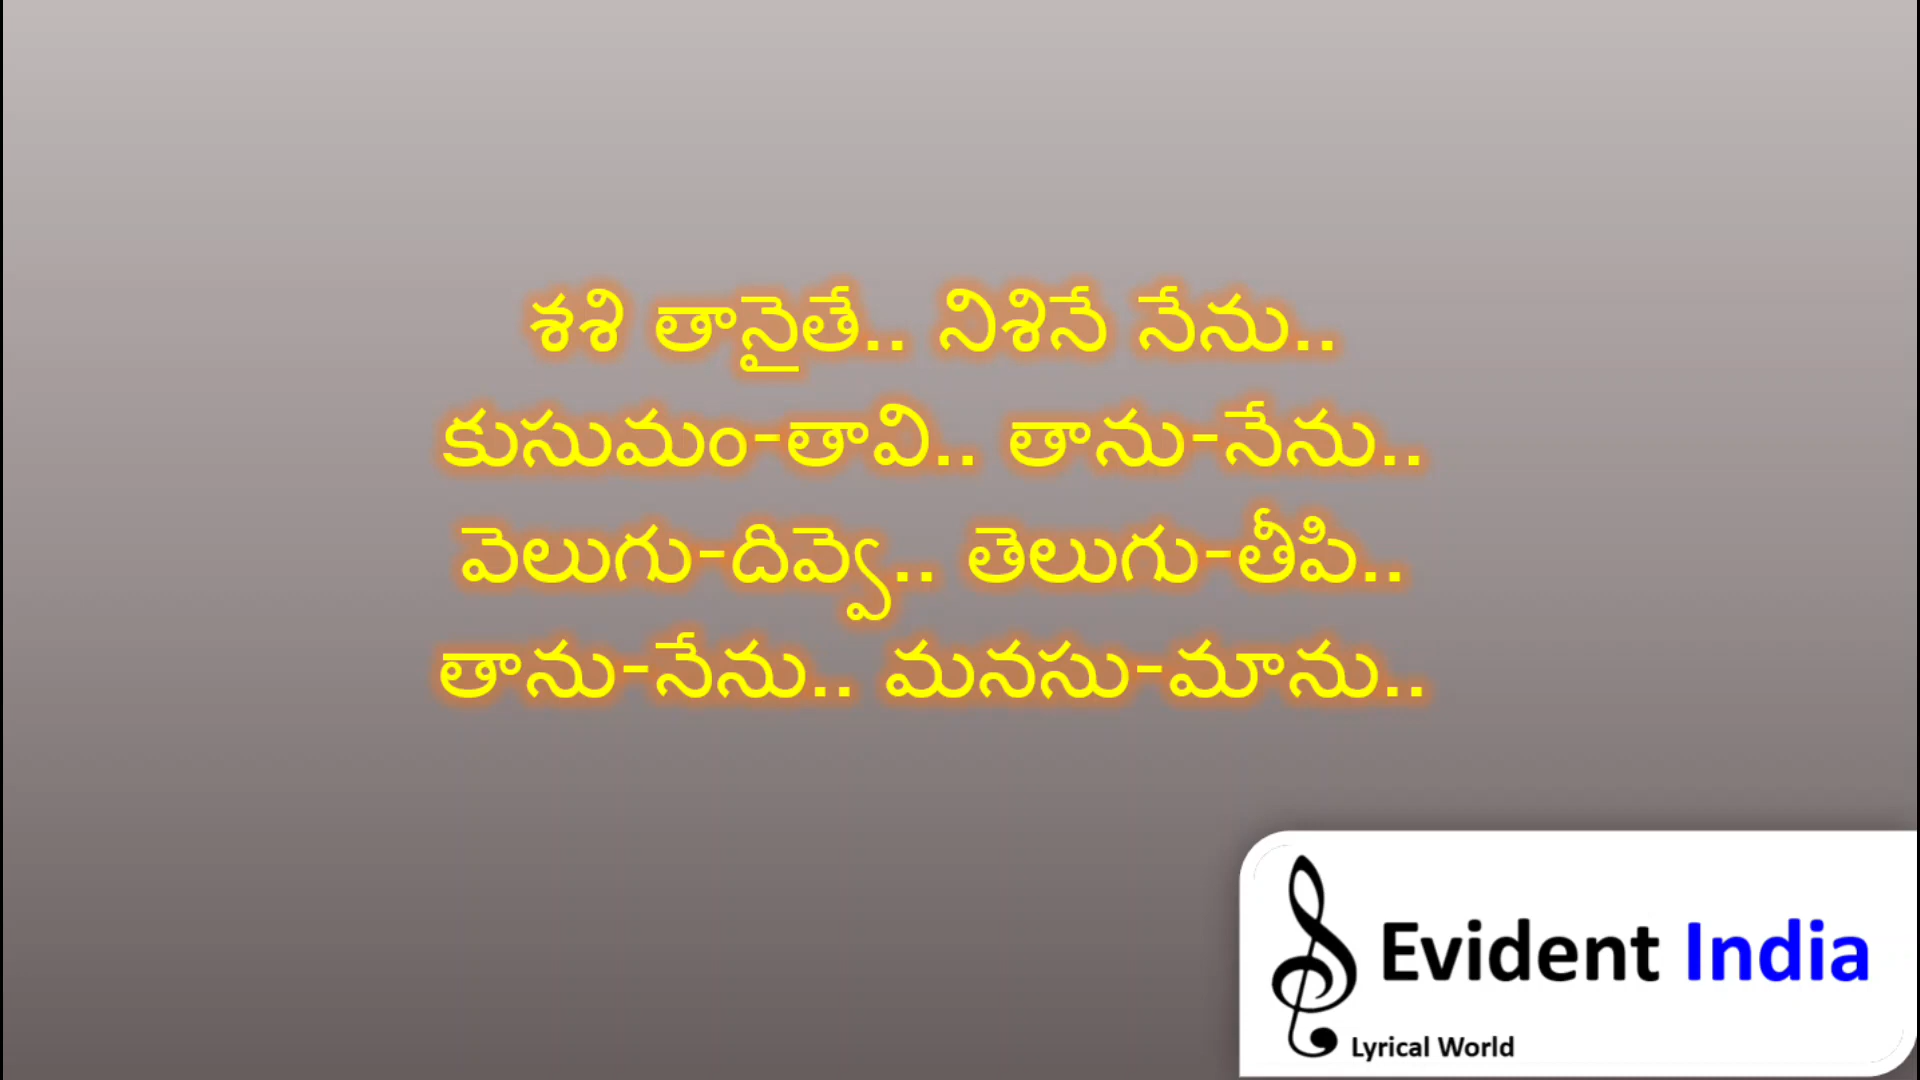 శశి తానైతే.. నిశినే నేను..
కుసుమం-తావి.. తాను-నేను..
వెలుగు-దివ్వె.. తెలుగు-తీపి..
తాను-నేను.. మనసు-మాను..
Evident India
Lyrical World